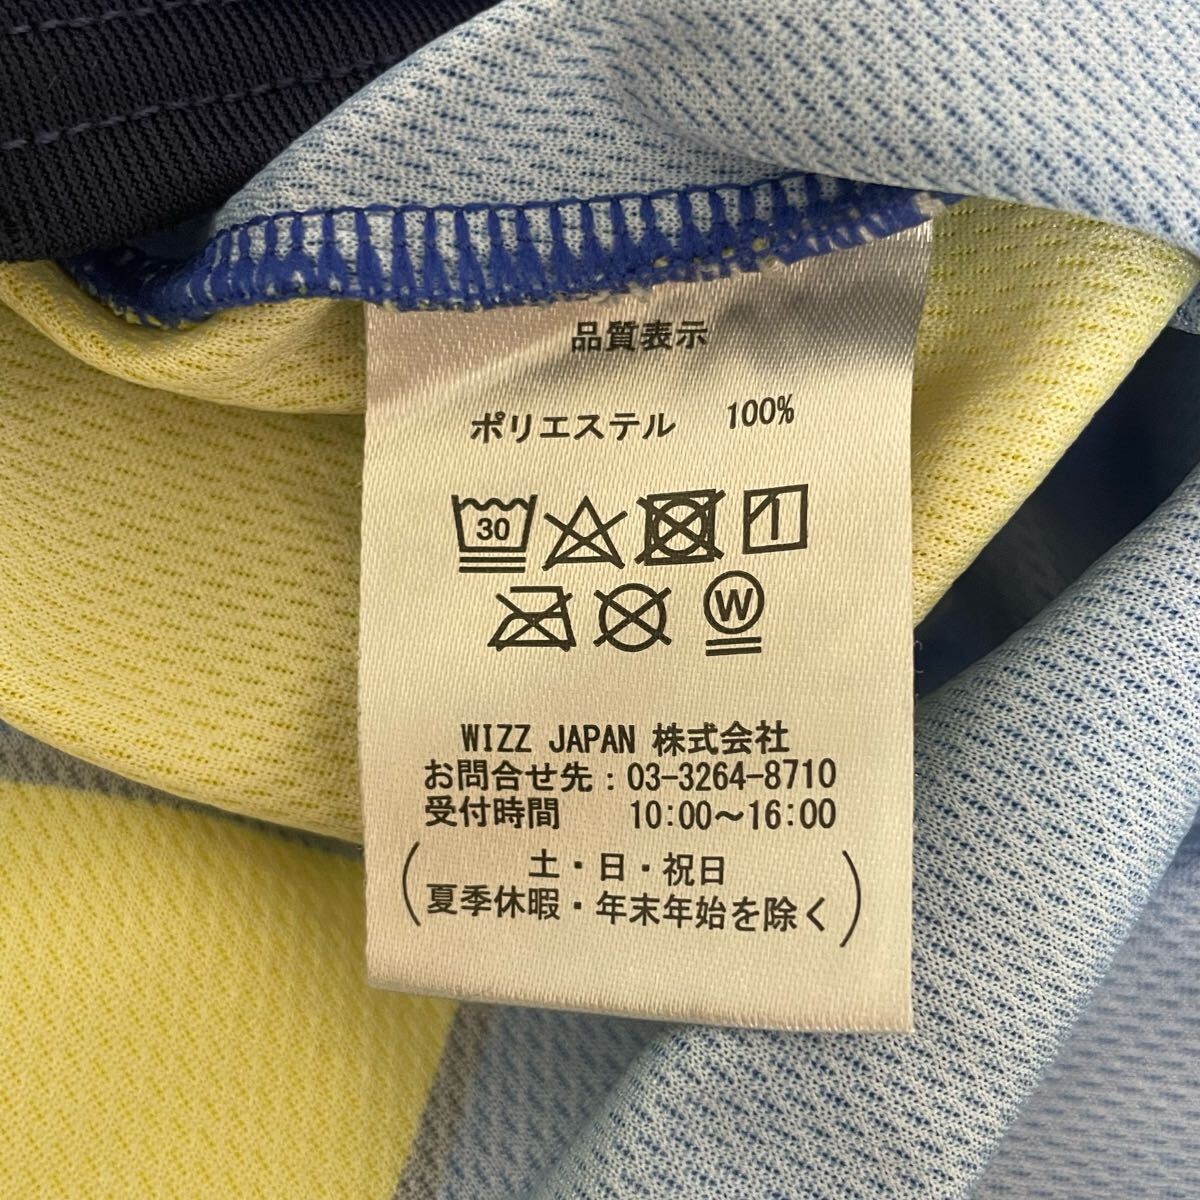 品質表示
ポリエステル 100%
30
1
W
WIZZ JAPAN 株式会社
お問合せ先：03-3264-8710
受付時間 10:00〜16:00
（土・日・祝日
夏季休暇・年末年始を除く）